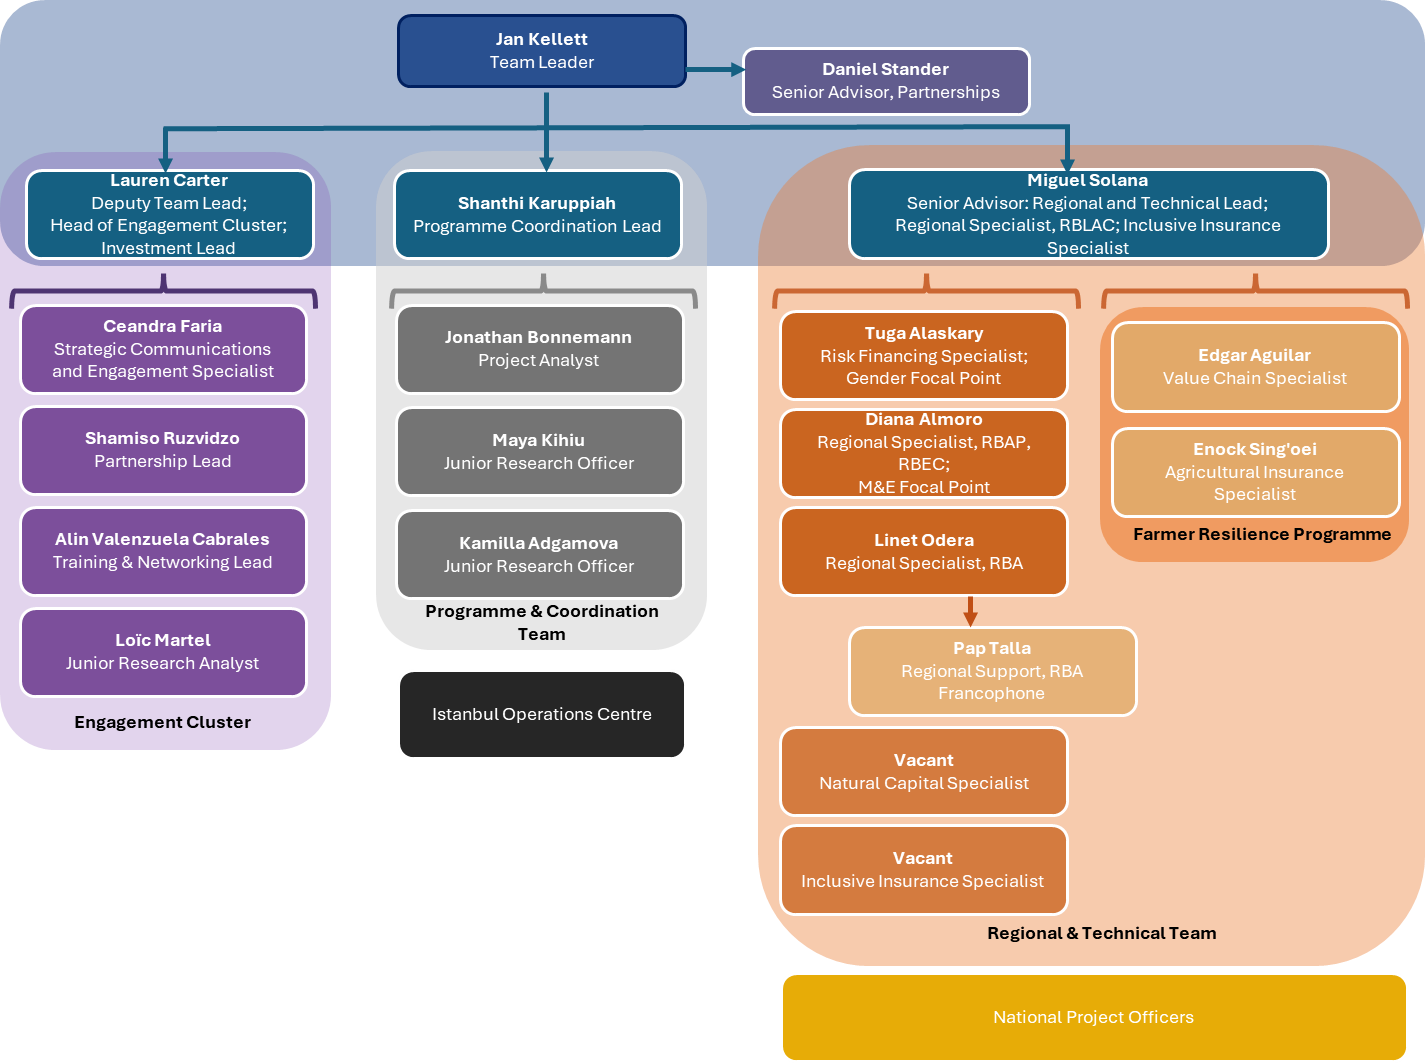 Jan Kellett
Team Leader
Daniel Stander
Senior Advisor, Partnerships
Lauren Carter
Deputy Team Lead;
Head of Engagement Cluster;
Investment Lead
Shanthi Karuppiah
Programme Coordination Lead
Miguel Solana
Senior Advisor: Regional and Technical Lead;
Regional Specialist, RBLAC; Inclusive Insurance
Specialist
Ceandra Faria
Strategic Communications
and Engagement Specialist
Shamiso Ruzvidzo
Partnership Lead
Alin Valenzuela Cabrales
Training & Networking Lead
Loïc Martel
Junior Research Analyst
Engagement Cluster
Jonathan Bonnemann
Project Analyst
Maya Kihiu
Junior Research Officer
Kamilla Adgamova
Junior Research Officer
Programme & Coordination
Team
Istanbul Operations Centre
Tuga Alaskary
Risk Financing Specialist;
Gender Focal Point
Diana Almoro
Regional Specialist, RBAP,
RBEC;
M&E Focal Point
Linet Odera
Regional Specialist, RBA
Pap Talla
Regional Support, RBA
Francophone
Vacant
Natural Capital Specialist
Vacant
Inclusive Insurance Specialist
Edgar Aguilar
Value Chain Specialist
Enock Sing'oei
Agricultural Insurance
Specialist
Farmer Resilience Programme
Regional & Technical Team
National Project Officers